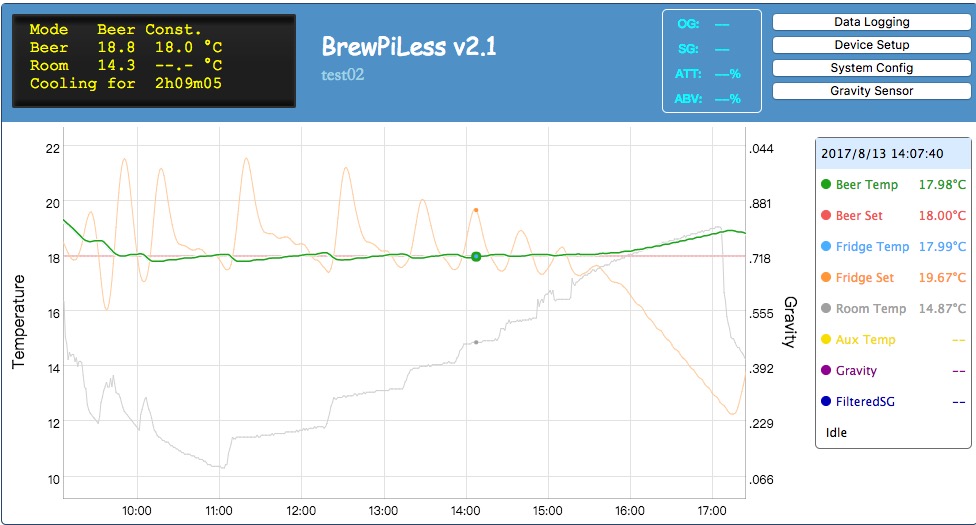 Mode Beer Const.
Beer 18.8 18.0 °C
Room 14.3 --.- °C
Cooling for 2h09m05
BrewPiLess v2.1
test02
OG: —
SG: —
ATT: —%
ABV: —%
Data Logging
Device Setup
System Config
Gravity Sensor
Temperature
22
20
18
16
14
12
10
10:00 11:00 12:00 13:00 14:00 15:00 16:00 17:00
.044
.881
.718
.555
.392
.229
.066
Gravity
2017/8/13 14:07:40
Beer Temp 17.98°C
Beer Set 18.00°C
Fridge Temp 17.99°C
Fridge Set 19.67°C
Room Temp 14.87°C
Aux Temp --
Gravity --
FilteredSG --
Idle